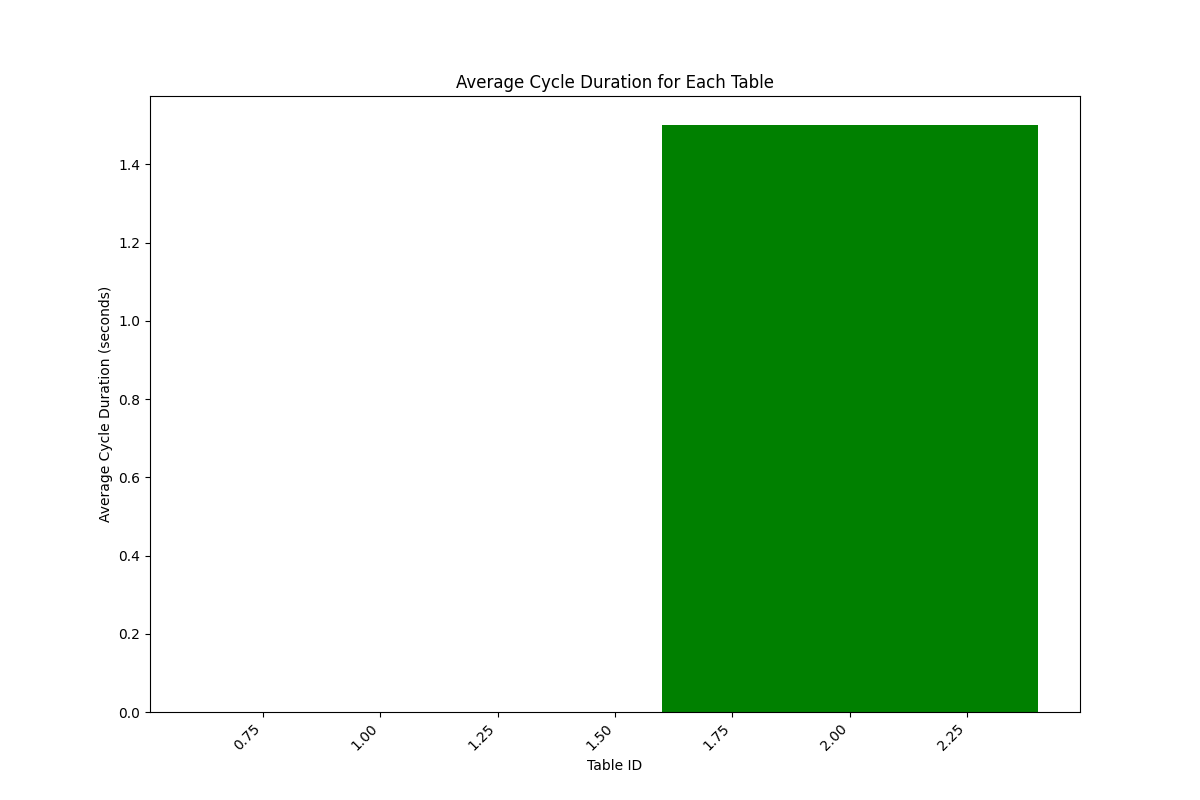 Average Cycle Duration for Each Table
Average Cycle Duration (seconds)
1.4
1.2
1.0
0.8
0.6
0.4
0.2
0.0
0.75 1.00 1.25 1.50 1.75 2.00 2.25
Table ID